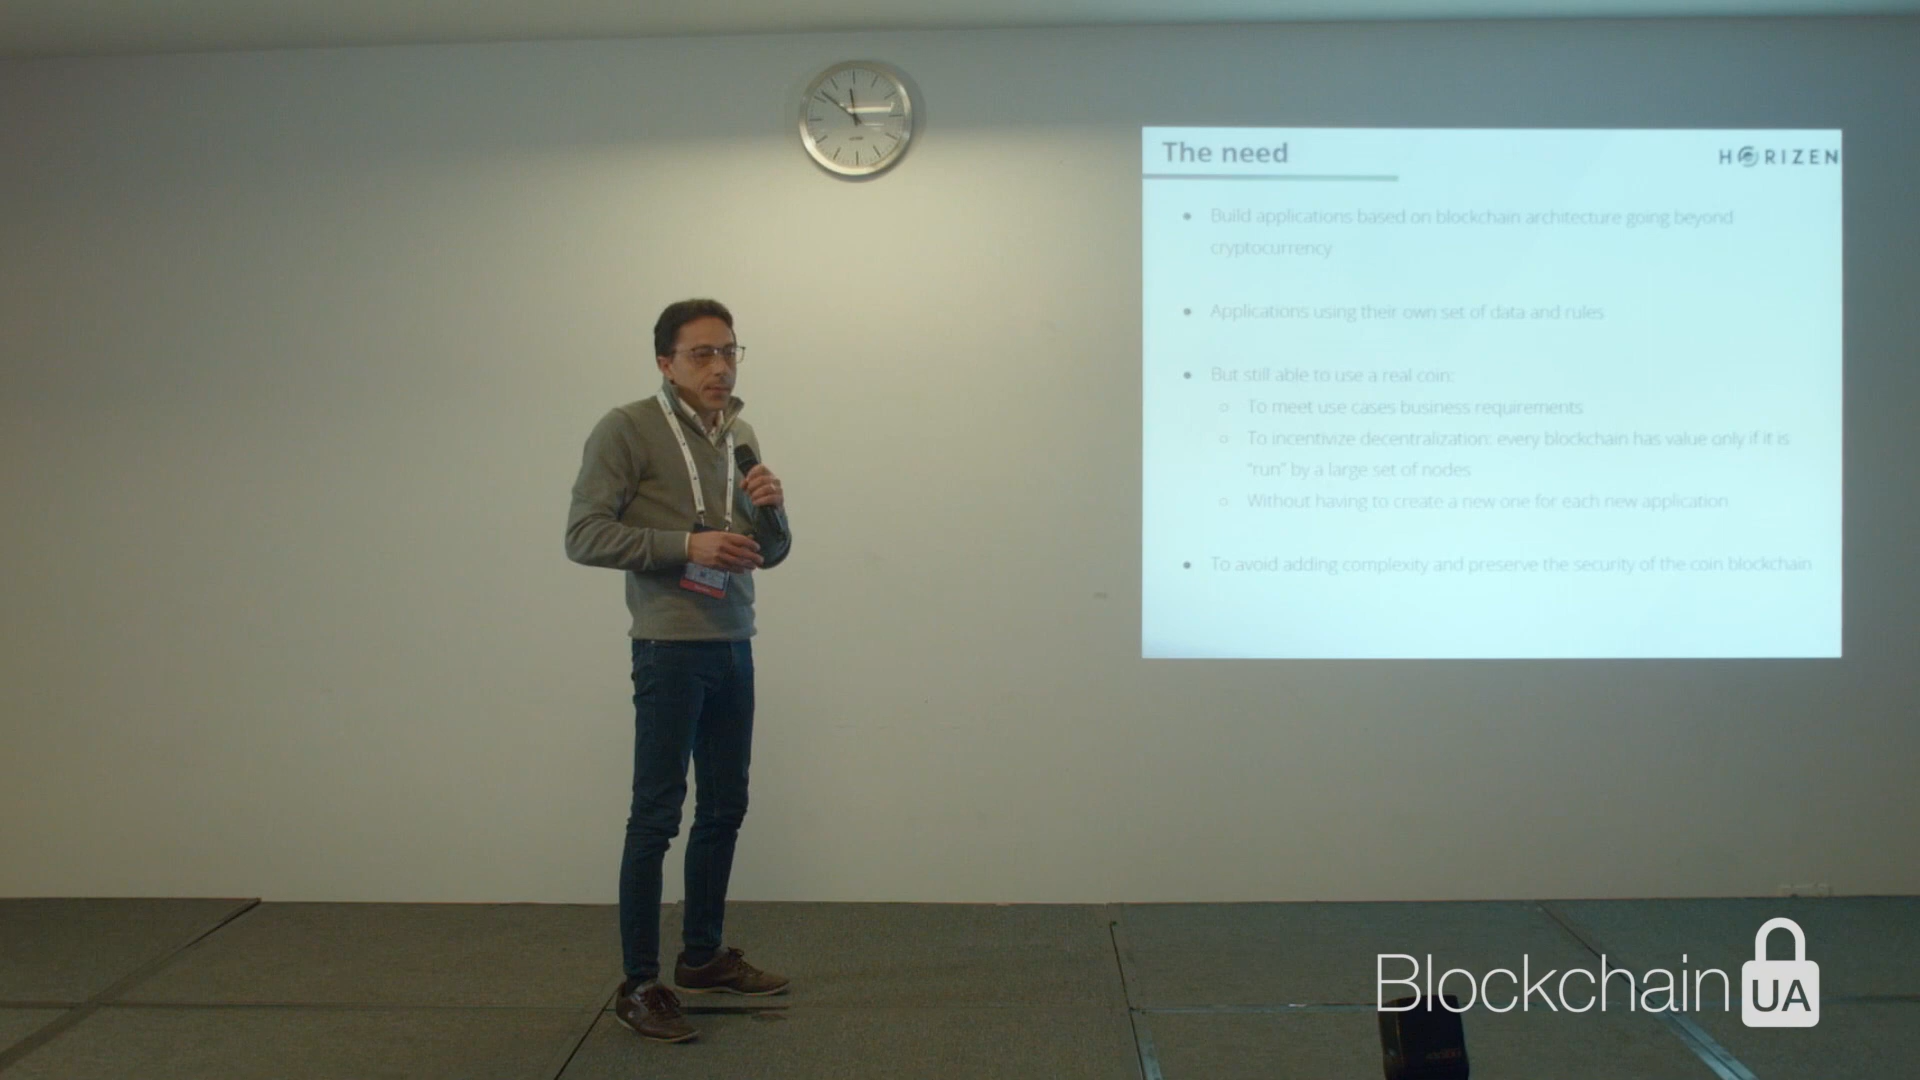 The need
HORIZEN
Build applications based on blockchain architecture going beyond
cryptocurrency
Applications using their own set of data and rules
But still able to use a real coin:
To meet use cases business requirements
To incentivize decentralization: every blockchain has value only if it is
“run” by a large set of nodes
Without having to create a new one for each new application
To avoid adding complexity and preserve the security of the coin blockchain
Blockchain UA